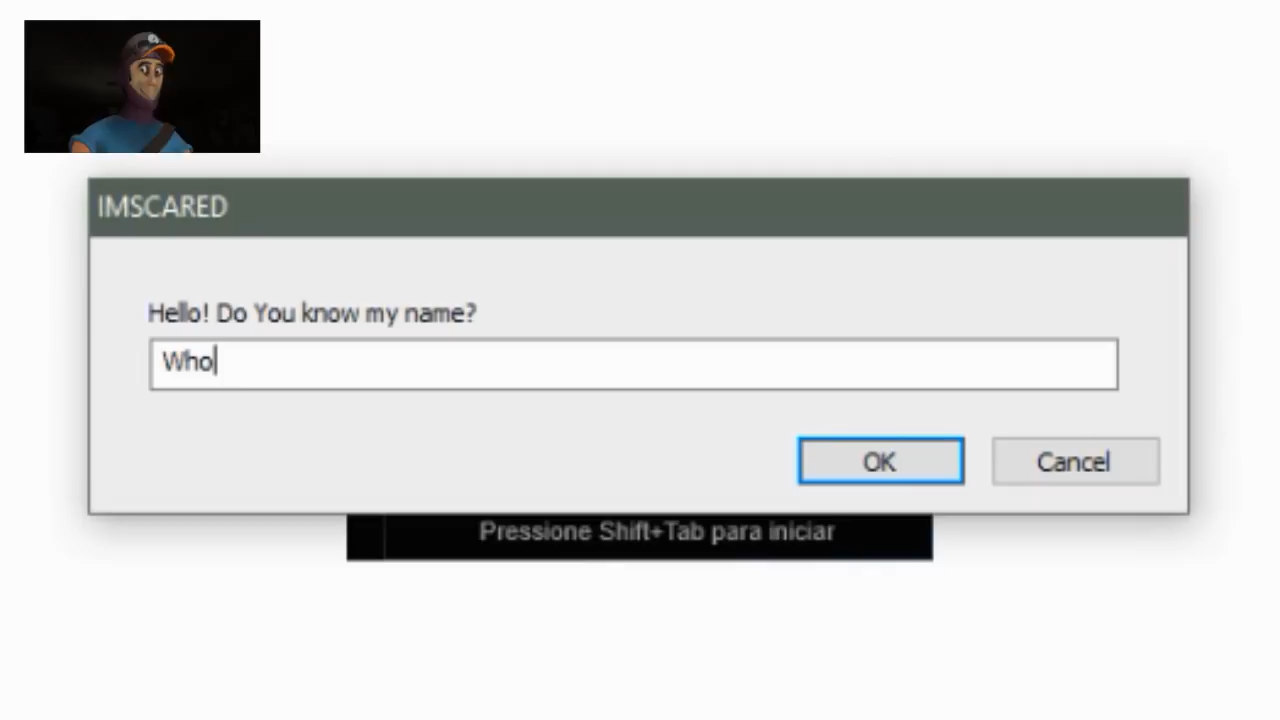 IMSCARED
Hello! Do You know my name?
Who
OK Cancel
Pressione Shift+Tab para iniciar